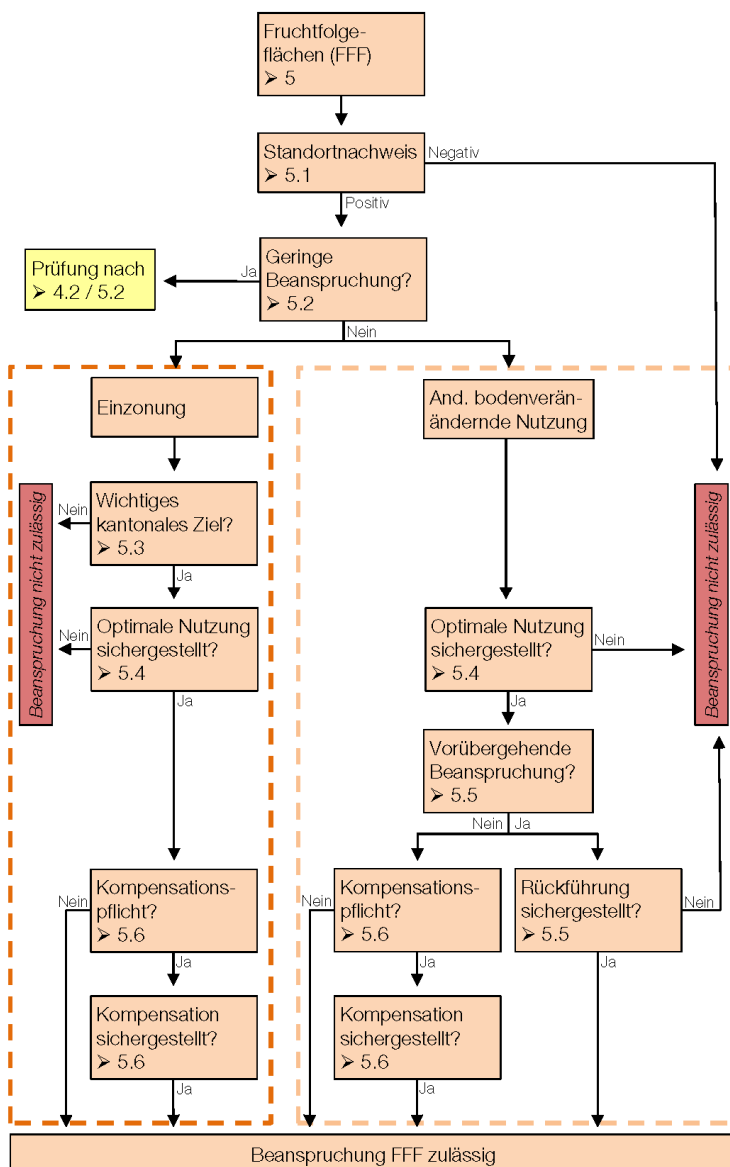 Fruchtfolge-
flächen (FFF)
➢ 5
Standortnachweis
➢ 5.1
Negativ
Positiv
Geringe
Beanspruchung?
➢ 5.2
Ja
Prüfung nach
➢ 4.2 / 5.2
Nein
Einzonung
And. bodenverän-
ändernde Nutzung
Wichtiges
kantonales Ziel?
➢ 5.3
Nein
Ja
Beanspruchung nicht zulässig
Optimale Nutzung
sichergestellt?
➢ 5.4
Nein
Ja
Optimale Nutzung
sichergestellt?
➢ 5.4
Nein
Ja
Beanspruchung nicht zulässig
Vorübergehende
Beanspruchung?
➢ 5.5
Nein
Ja
Kompensations-
pflicht?
➢ 5.6
Nein
Ja
Kompensations-
pflicht?
➢ 5.6
Nein
Ja
Rückführung
sichergestellt?
➢ 5.5
Nein
Ja
Kompensation
sichergestellt?
➢ 5.6
Ja
Kompensation
sichergestellt?
➢ 5.6
Ja
Beanspruchung FFF zulässig